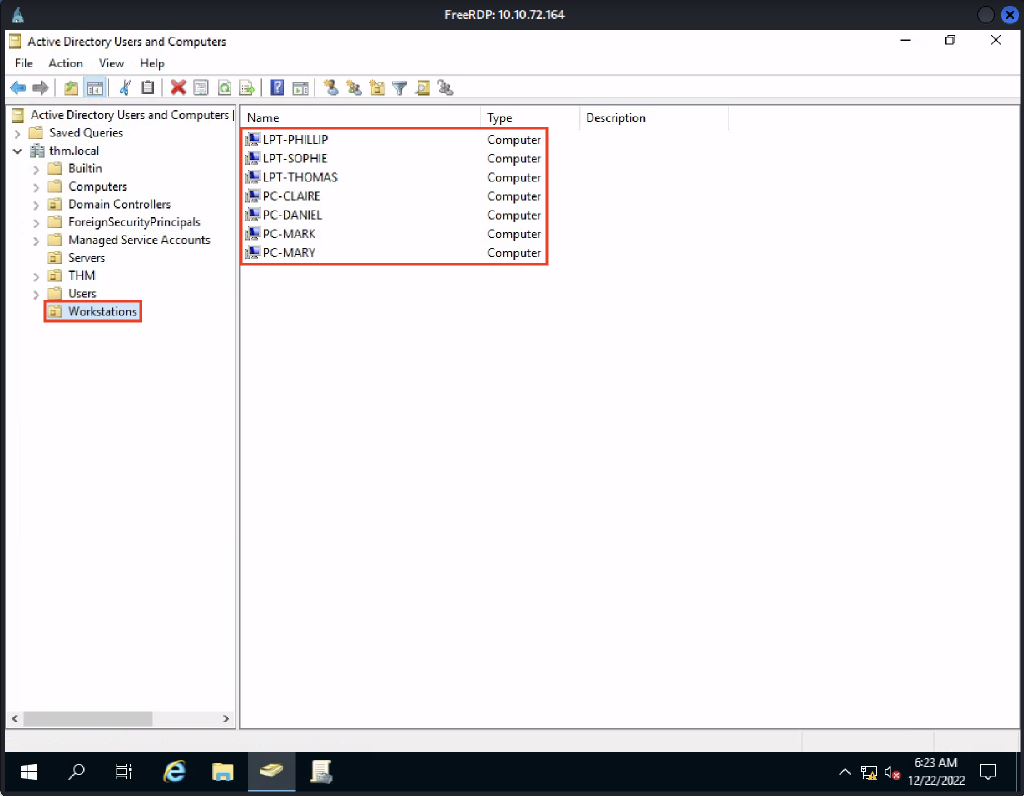 FreeRDP: 10.10.72.164
Active Directory Users and Computers
File Action View Help
Active Directory Users and Computers
Saved Queries
thm.local
Builtin
Computers
Domain Controllers
ForeignSecurityPrincipals
Managed Service Accounts
Servers
THM
Users
Workstations
Name Type Description
LPT-PHILLIP Computer
LPT-SOPHIE Computer
LPT-THOMAS Computer
PC-CLAIRE Computer
PC-DANIEL Computer
PC-MARK Computer
PC-MARY Computer
6:23 AM
12/22/2022